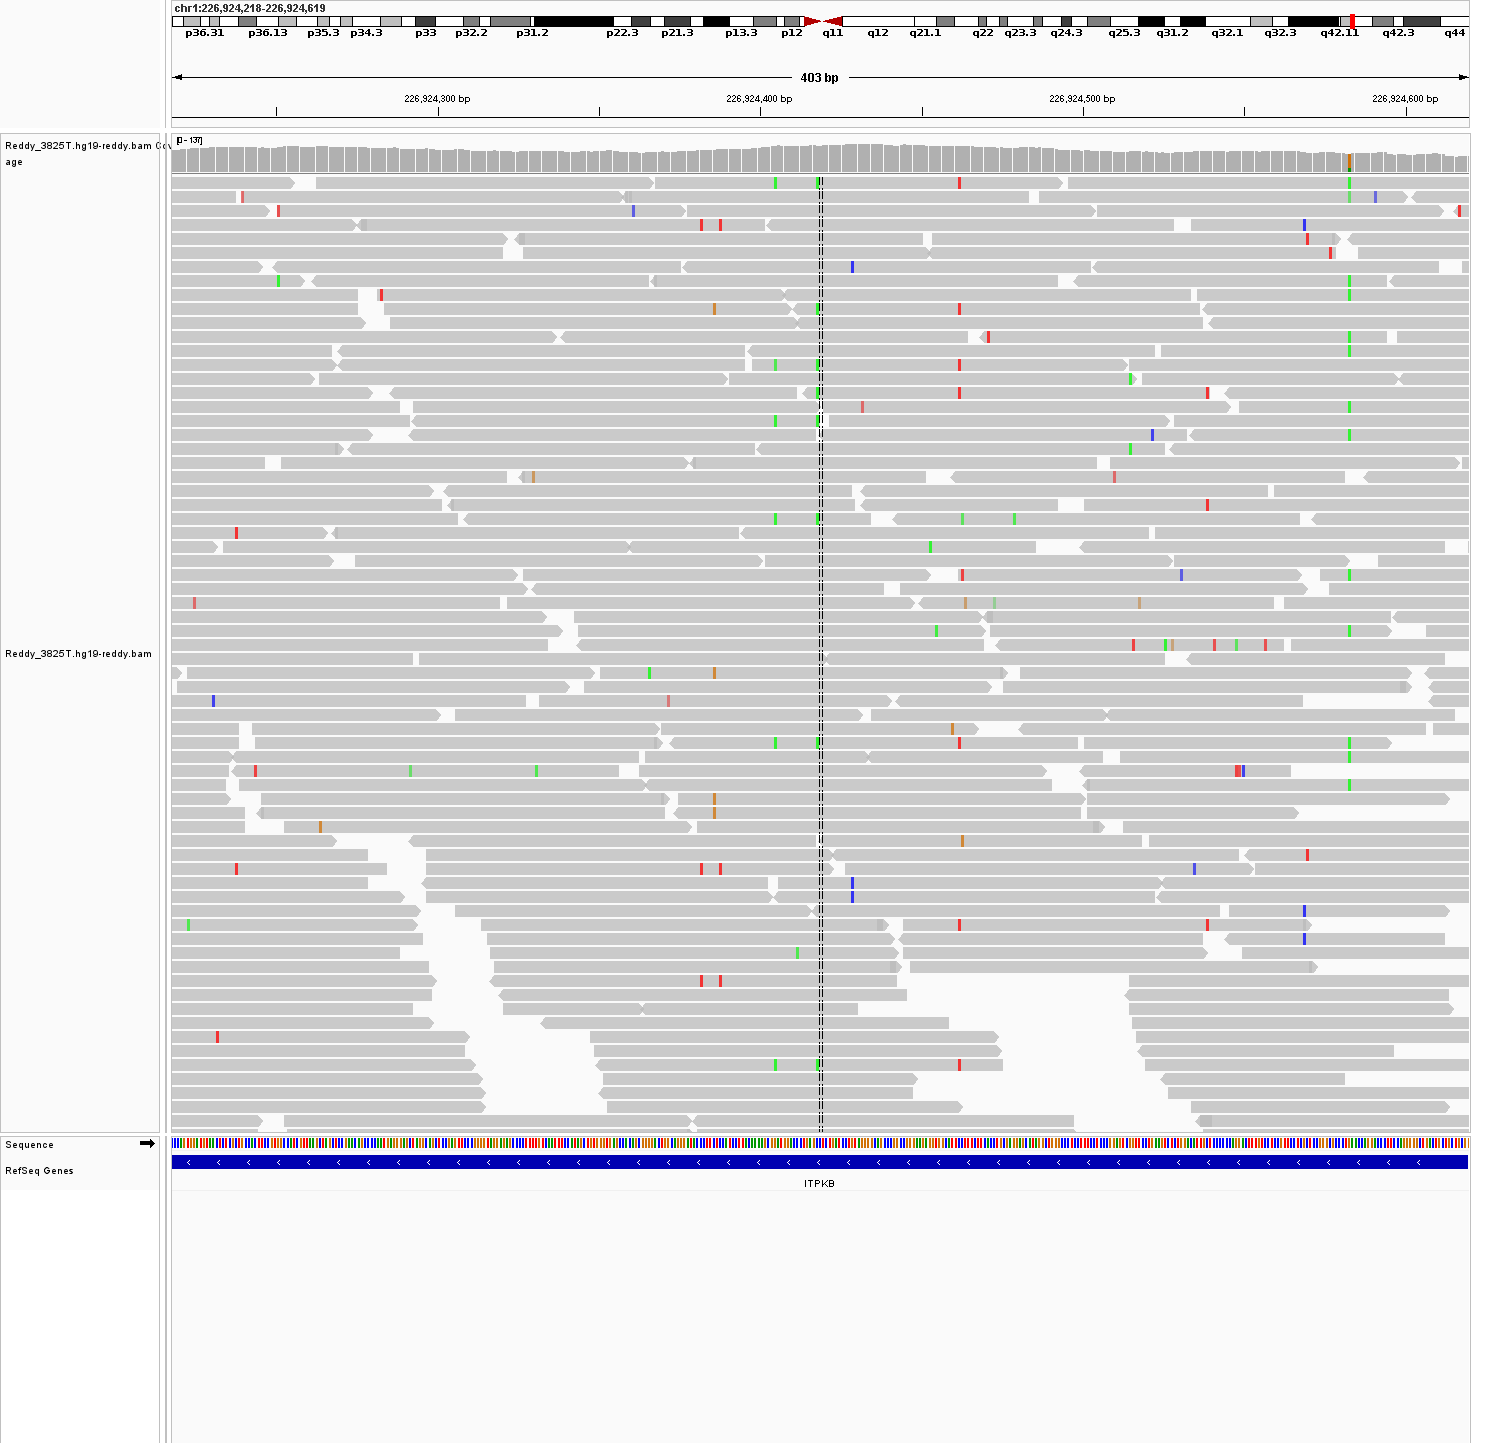 chr1:226,924,218-226,924,619
p36.31 p36.13 p35.3 p34.3 p33 p32.2 p31.2 p22.3 p21.3 p13.3 p12 q11 q12 q21.1 q22 q23.3 q24.3 q25.3 q31.2 q32.1 q32.3 q42.11 q42.3 q44
403 bp
226,924,300 bp 226,924,400 bp 226,924,500 bp 226,924,600 bp
[0 - 137]
Reddy_3825T.hg19-reddy.bam Cov
age
Reddy_3825T.hg19-reddy.bam
Sequence
RefSeq Genes
ITPKB